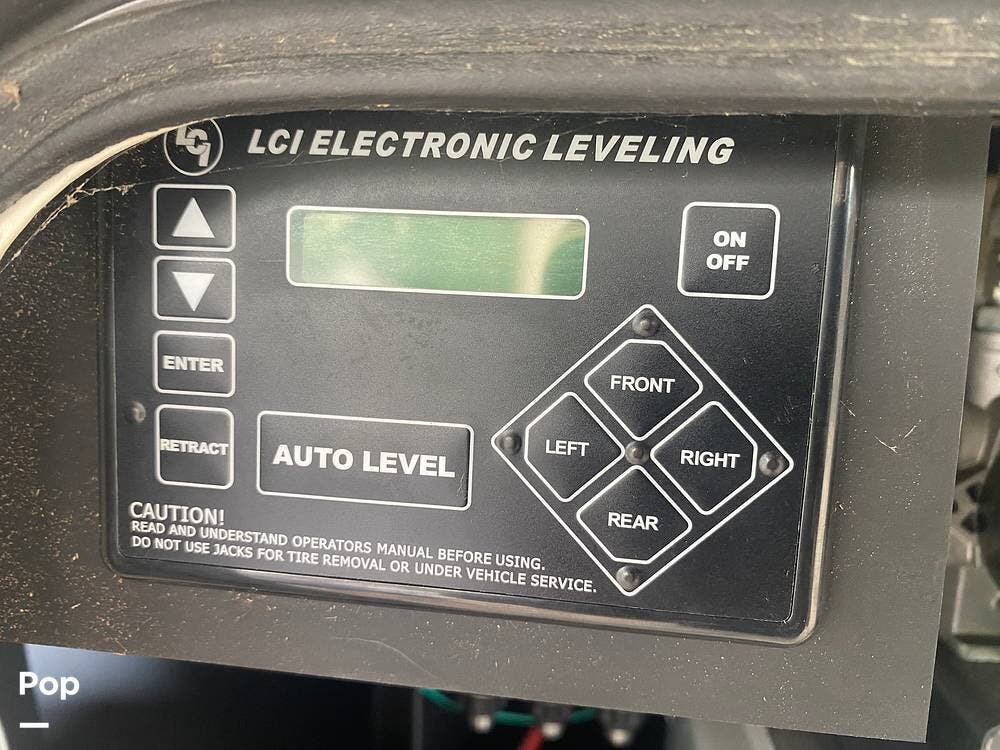 LCI
LCI ELECTRONIC LEVELING
▲
ON
OFF
▼
ENTER
FRONT
LEFT
RIGHT
RETRACT
AUTO LEVEL
REAR
CAUTION!
READ AND UNDERSTAND OPERATORS MANUAL BEFORE USING.
DO NOT USE JACKS FOR TIRE REMOVAL OR UNDER VEHICLE SERVICE.
Pop